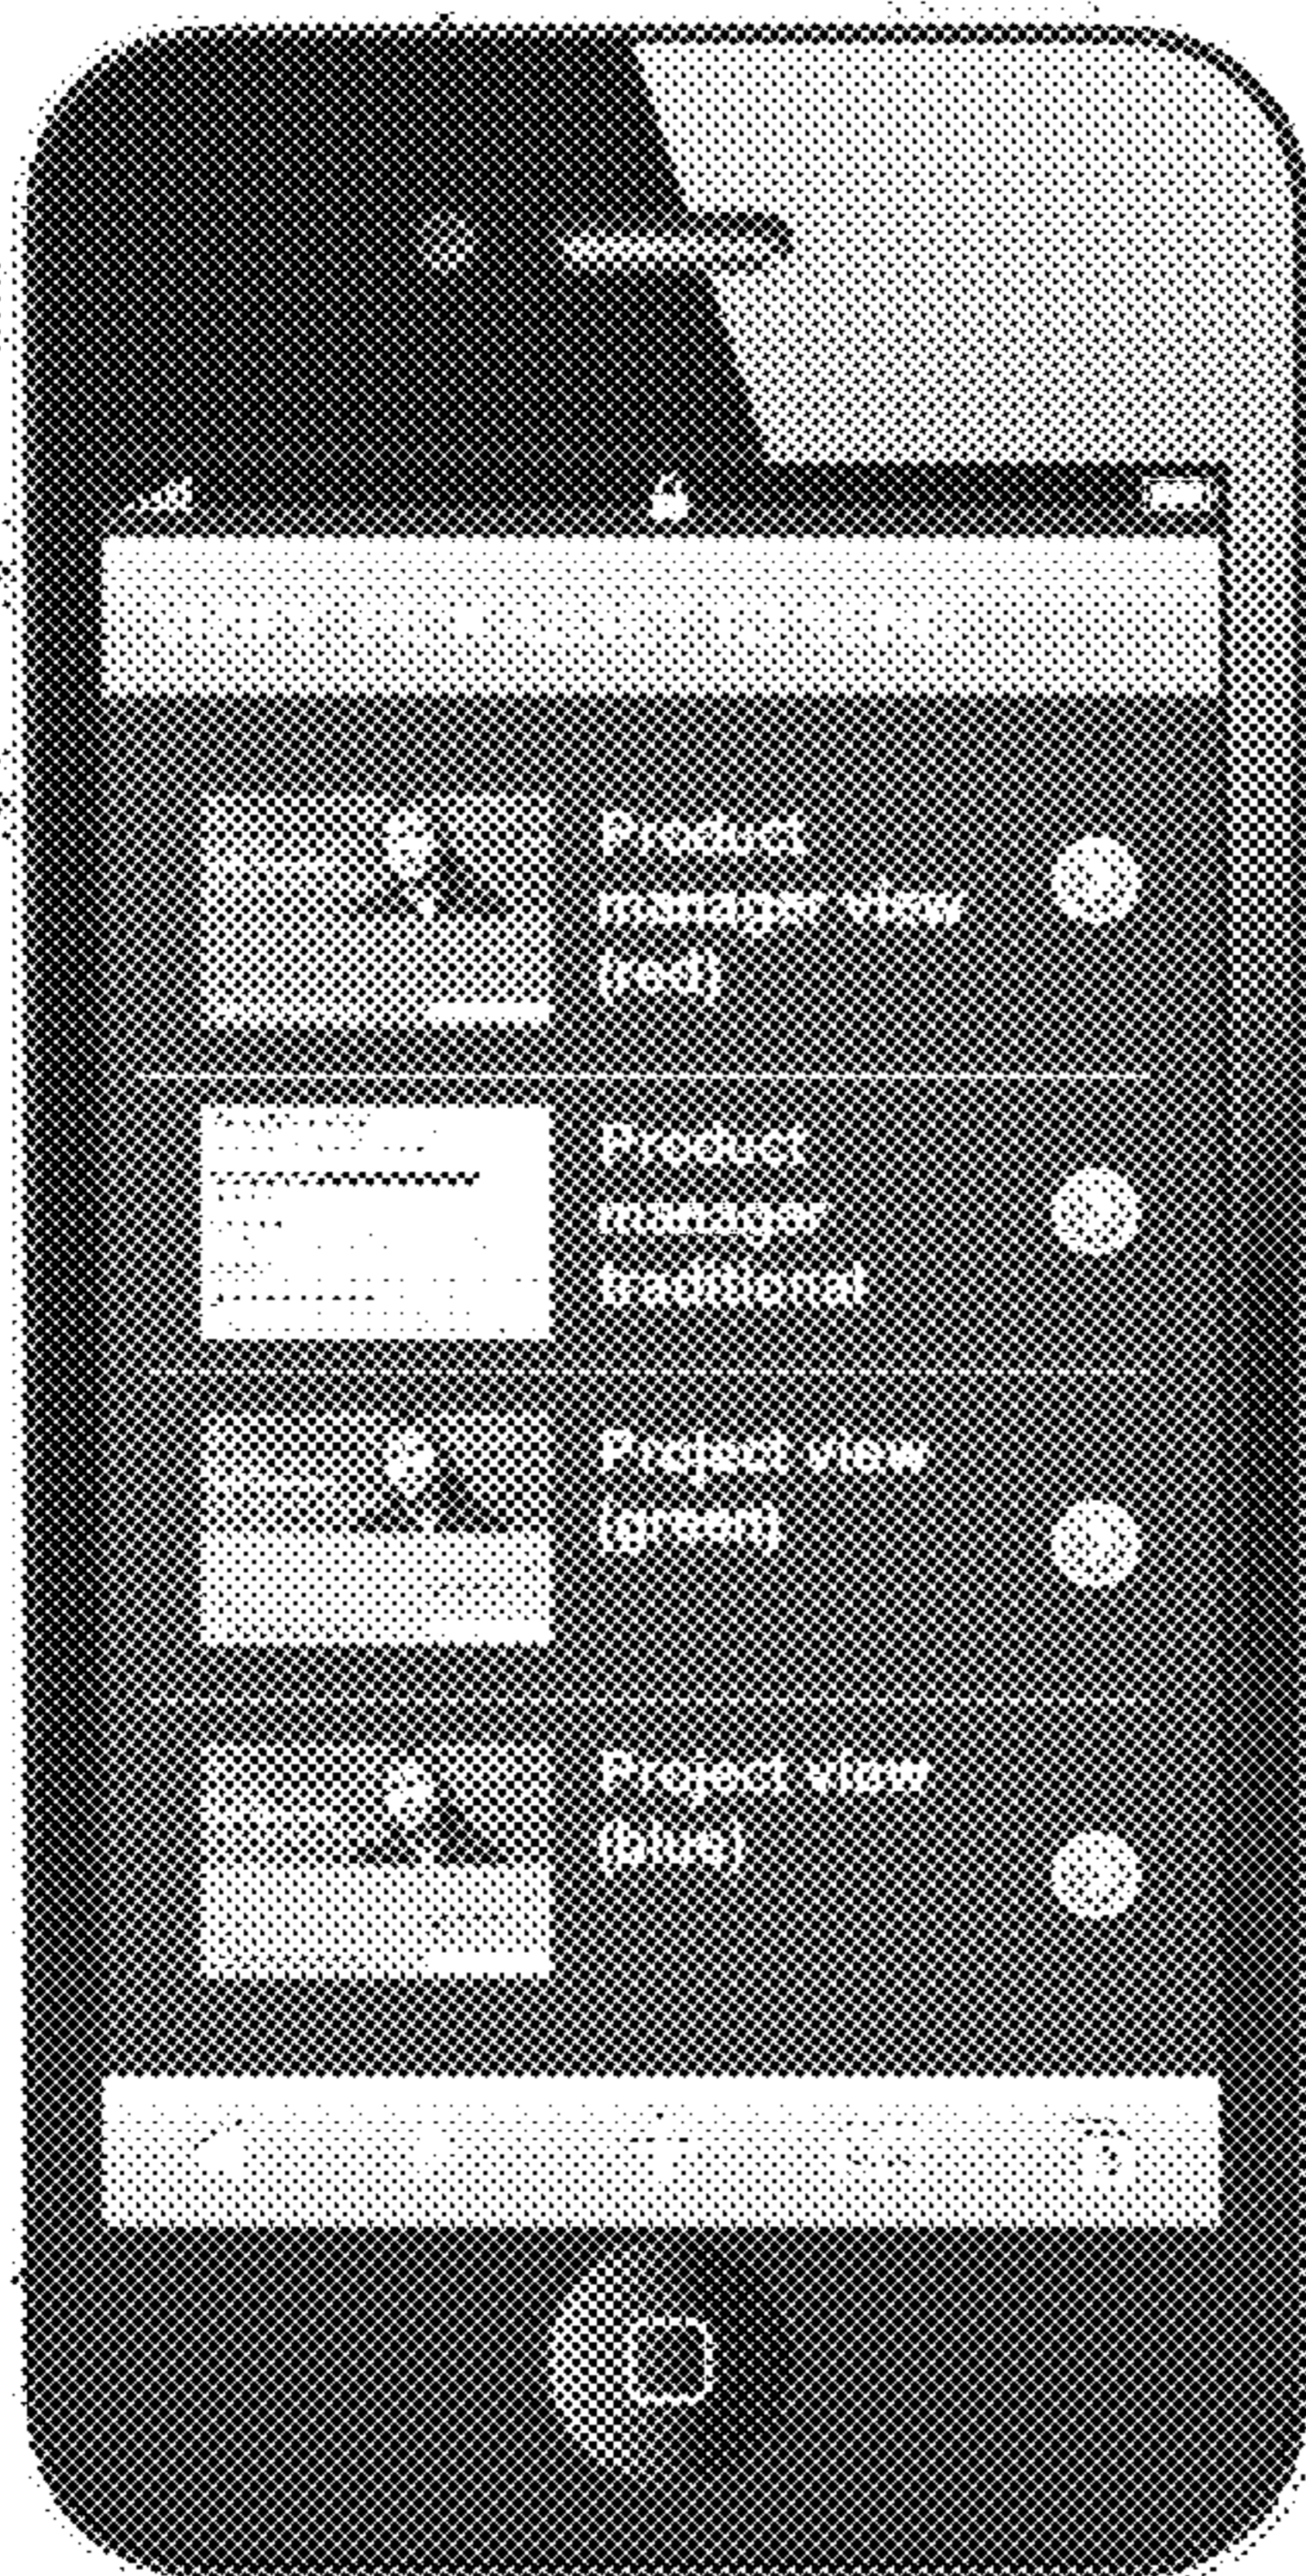 Product
manager view
(red)
Product
manager
traditional
Project view
(green)
Project view
(blue)